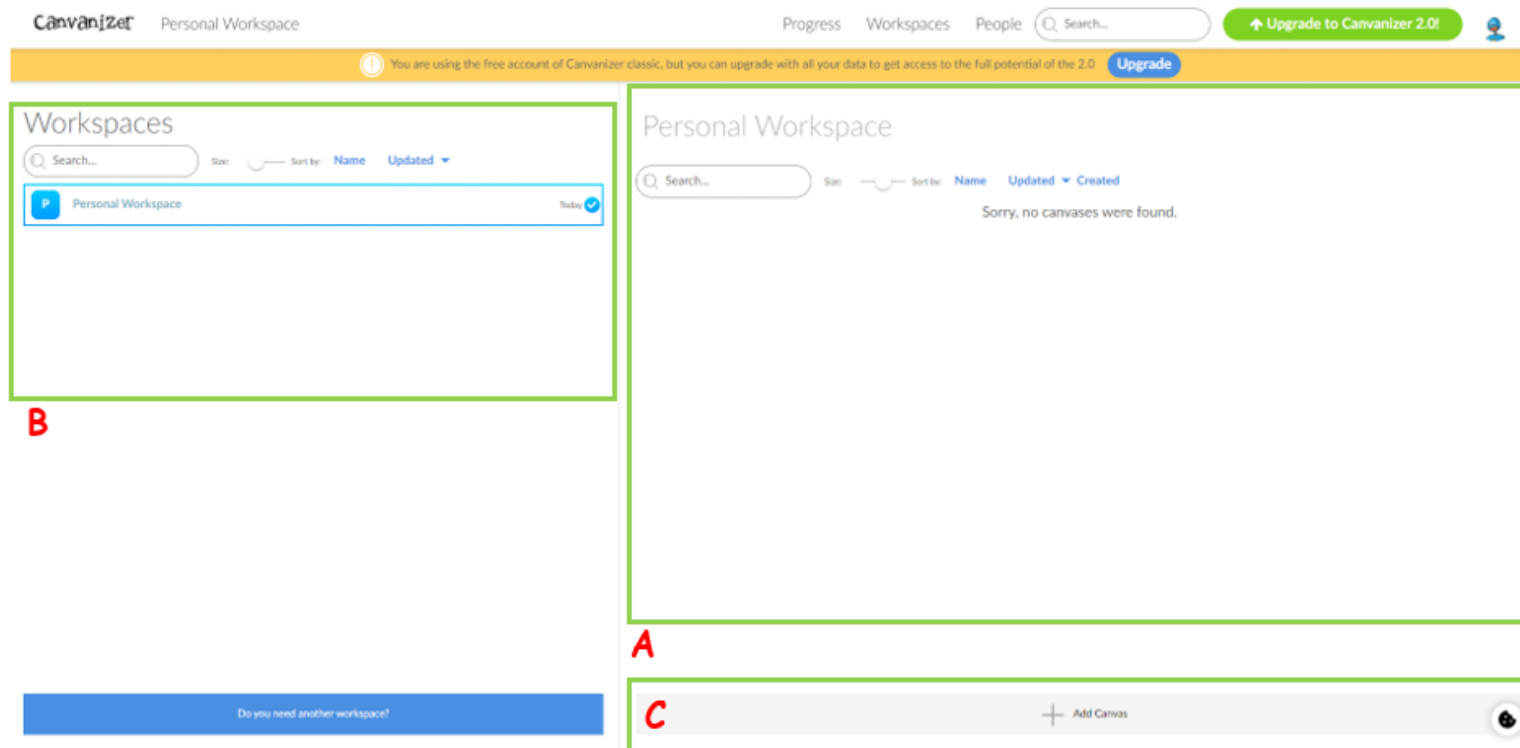 Canvanizer Personal Workspace Progress Workspaces People Search... Upgrade to Canvanizer 2.0!
You are using the free account of Canvanizer classic, but you can upgrade with all your data to get access to the full potential of the 2.0 Upgrade
Workspaces
Search... Size: Sort by: Name Updated
P Personal Workspace Today
B
Do you need another workspace?
Personal Workspace
Search... Size: Sort by: Name Updated Created
Sorry, no canvases were found.
A
C Add Canvas